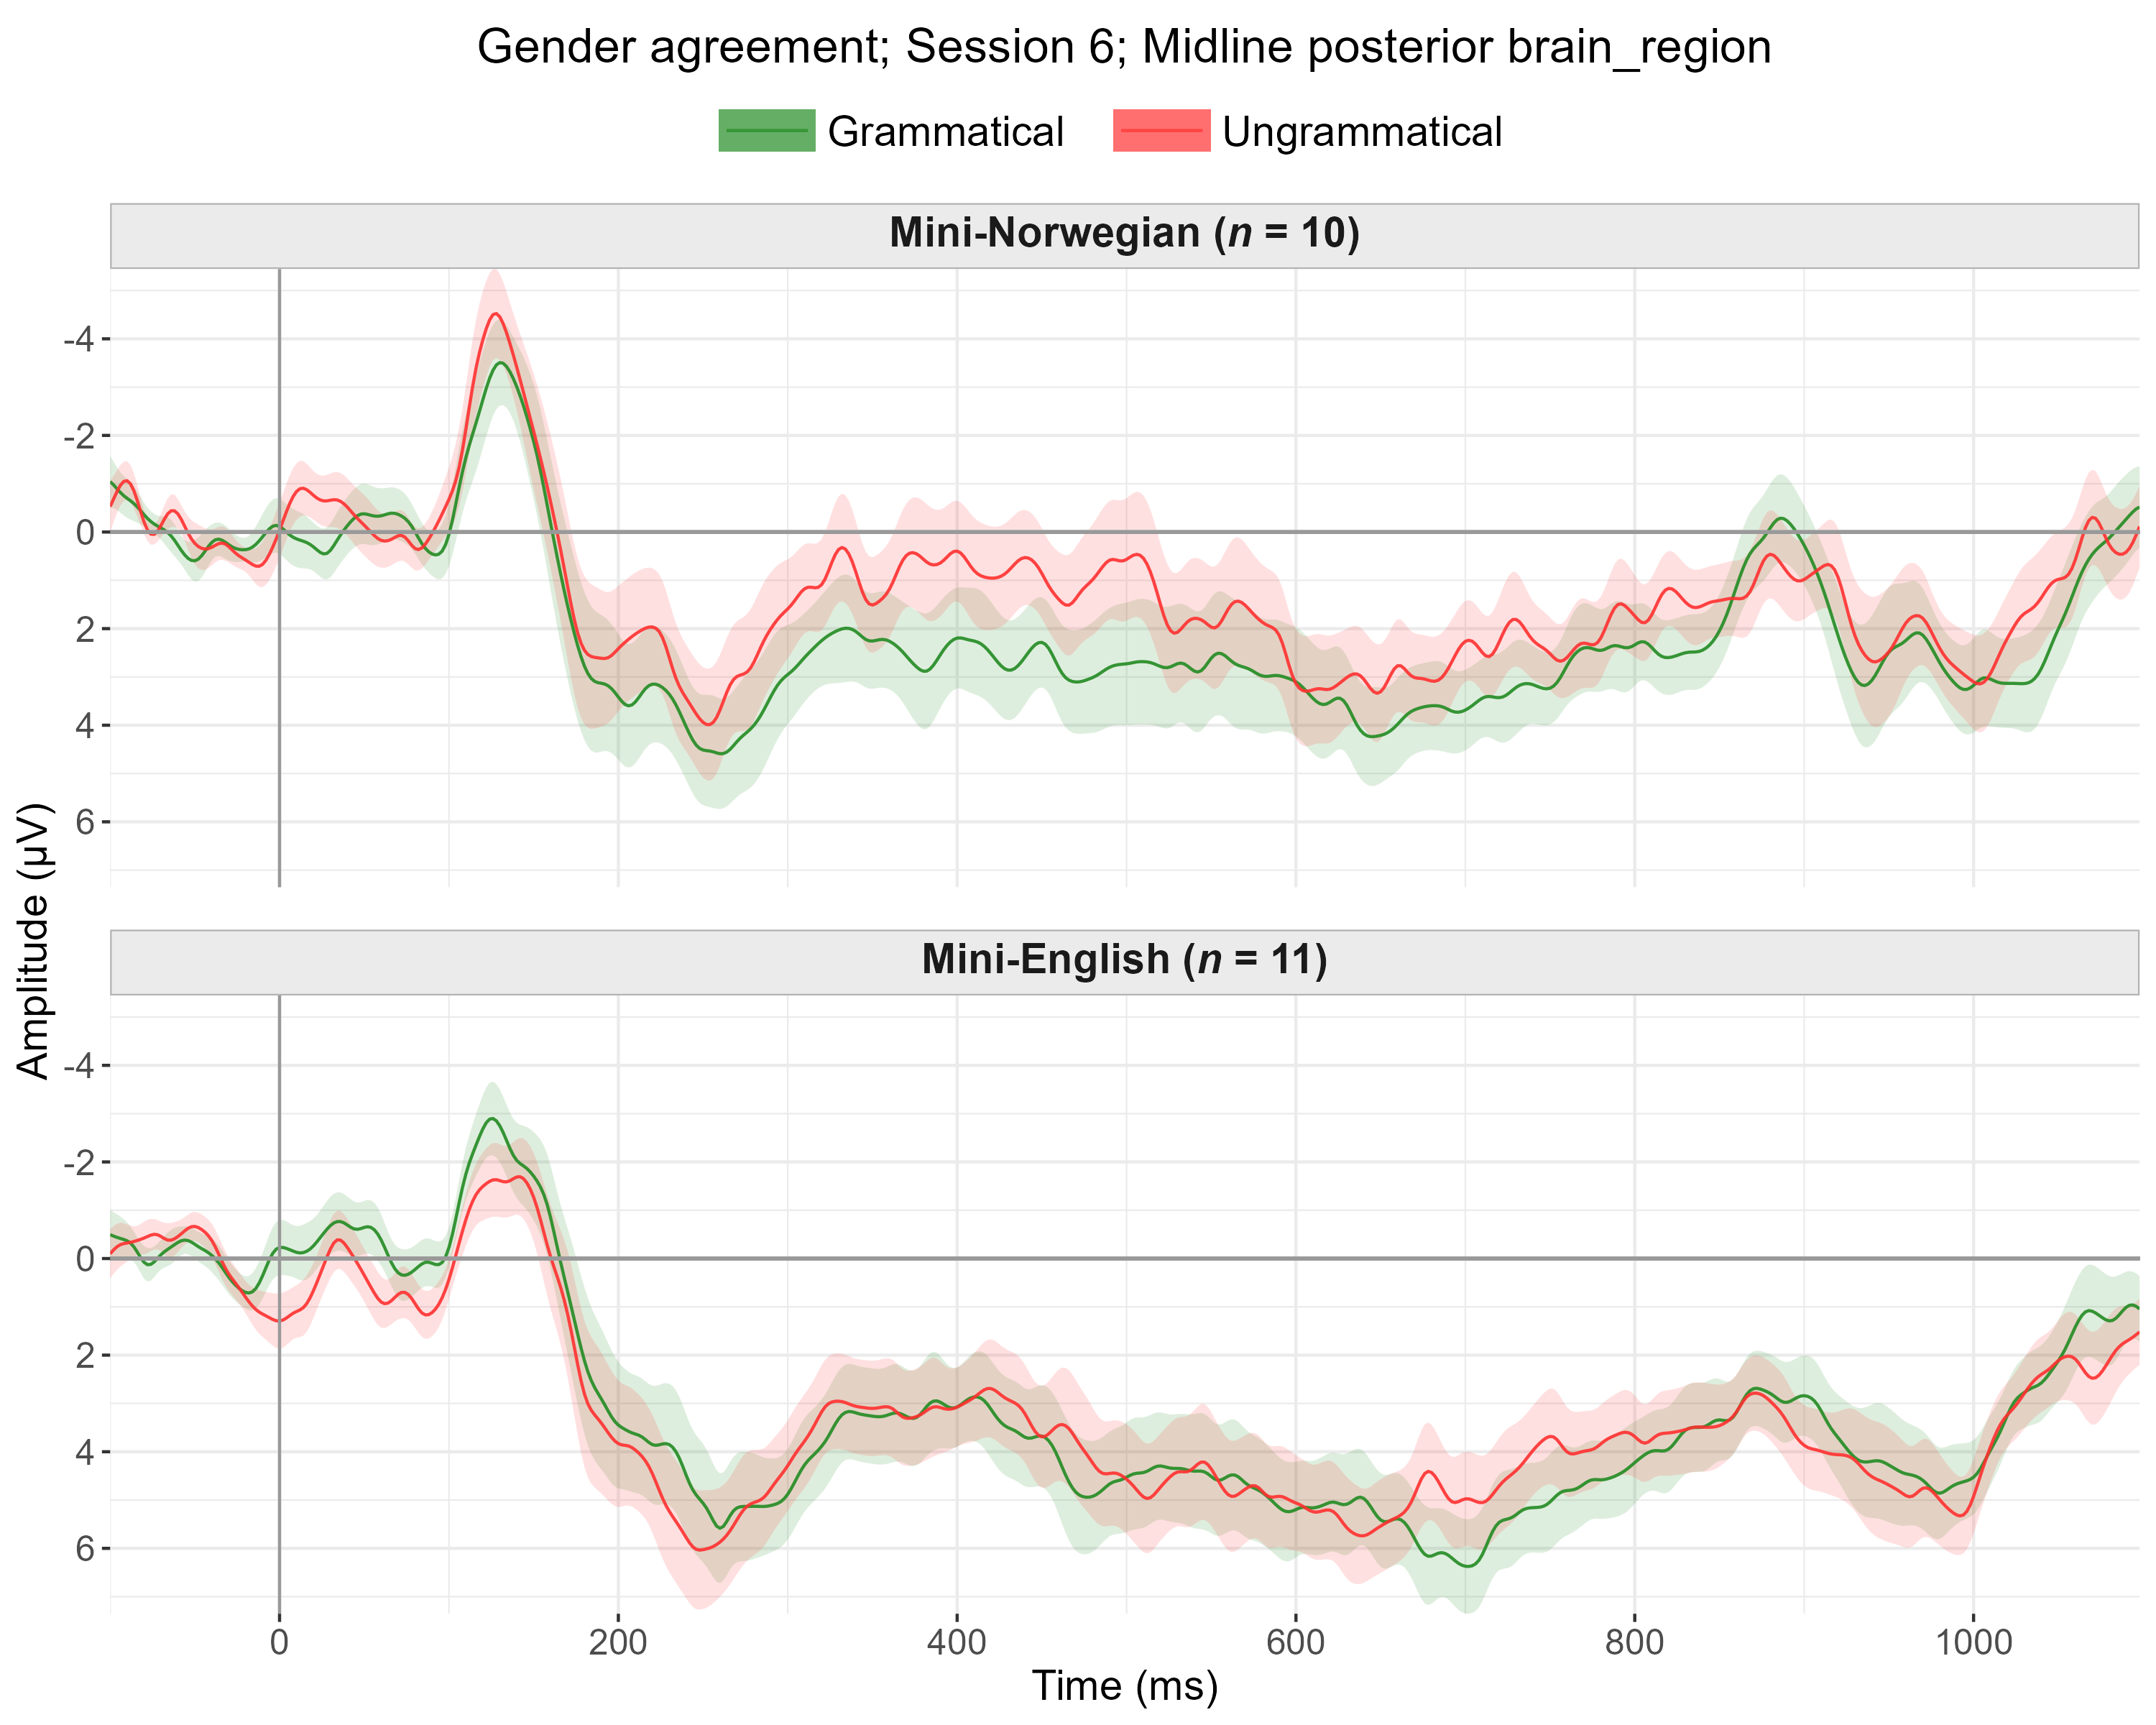 Gender agreement; Session 6; Midline posterior brain_region
Grammatical Ungrammatical
Mini-Norwegian (n = 10)
-4
-2
0
2
4
6
Mini-English (n = 11)
-4
-2
0
2
4
6
Amplitude (µV)
0 200 400 600 800 1000
Time (ms)